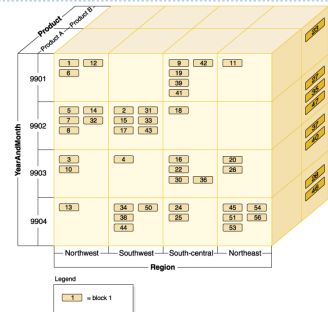 Product
Product A
Product B
YearAndMonth
9901
1 12 9 42 11
6 19
39
41
9902
5 14 2 31 18
7 32 15 33
8 17 43
9903
3 4 16 20
10 22 26
30 36
9904
13 34 50 24 45 54
38 25 51 56
44 53
Northwest Southwest South-central Northeast
Region
Legend
1 = block 1